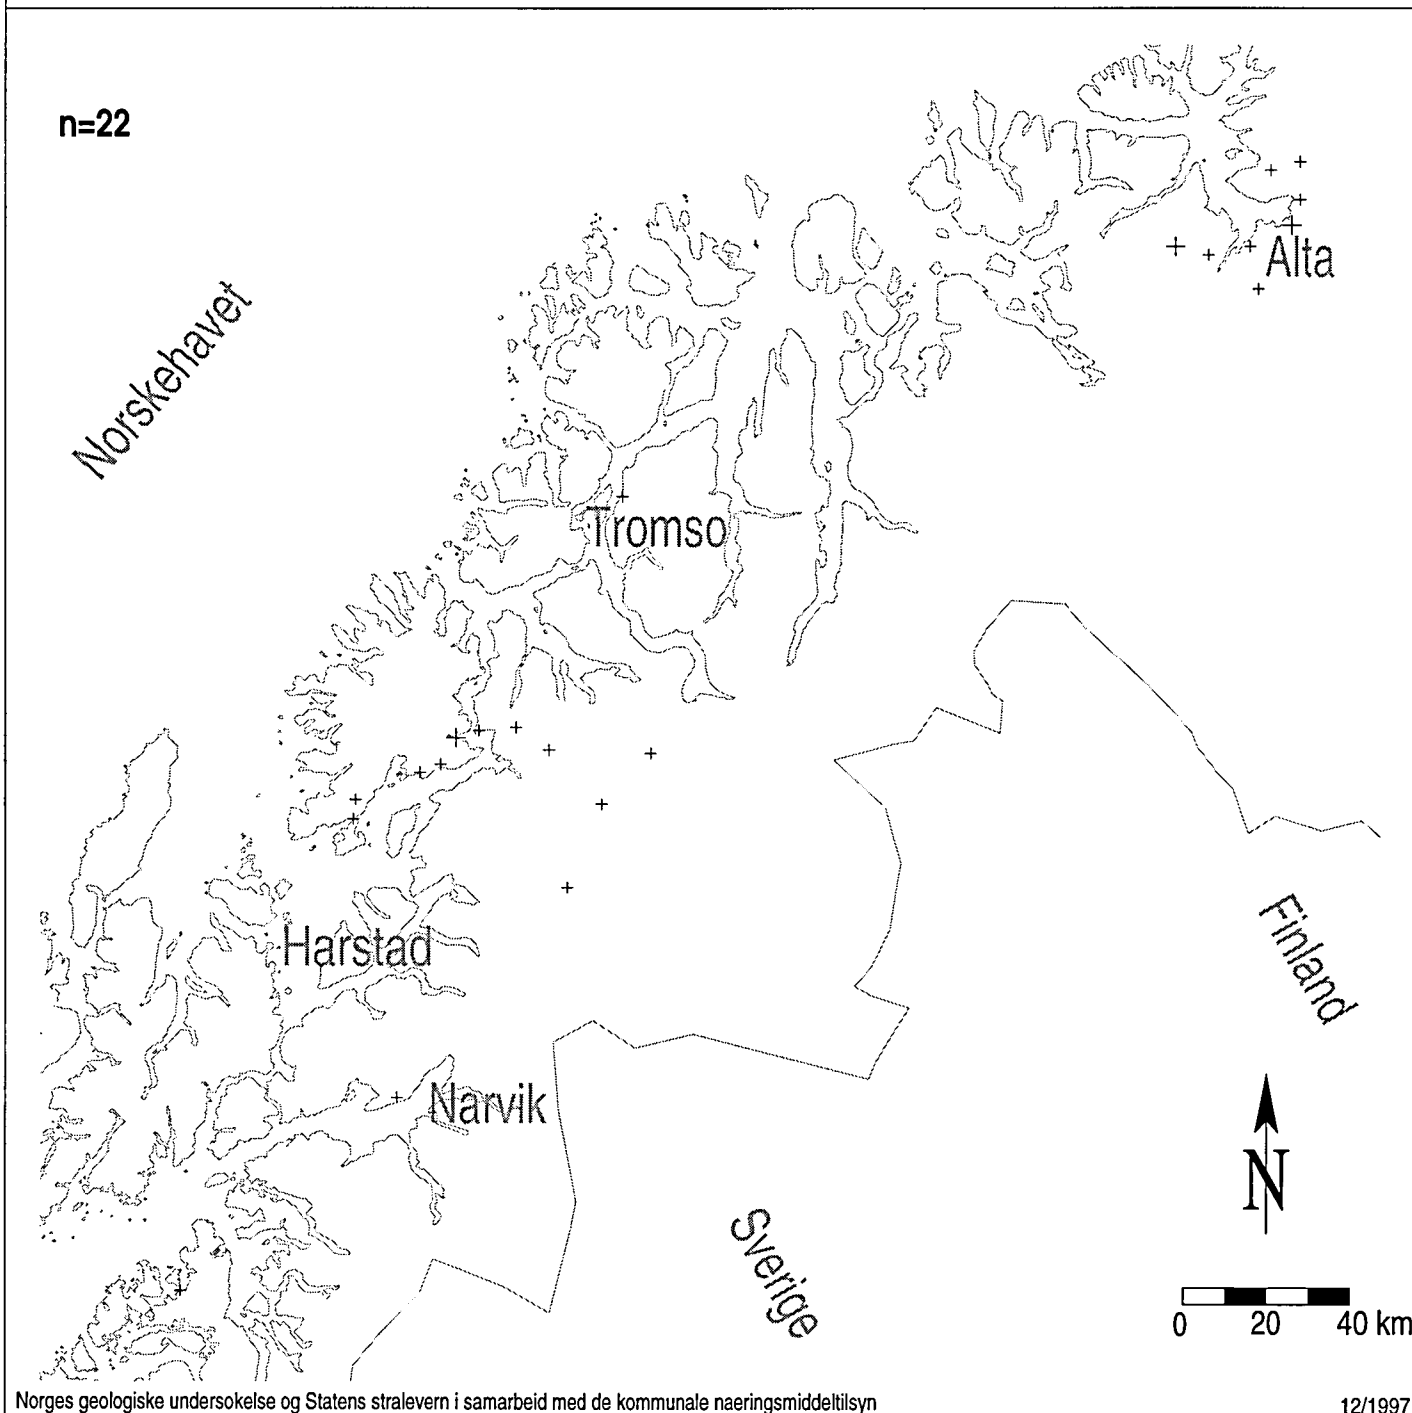 n=22
Alta
Norskehavet
Tromso
Harstad
Finland
Narvik
N
Sverige
0 20 40 km
Norges geologiske undersokelse og Statens stralevern i samarbeid med de kommunale naeringsmiddeltilsyn
12/1997